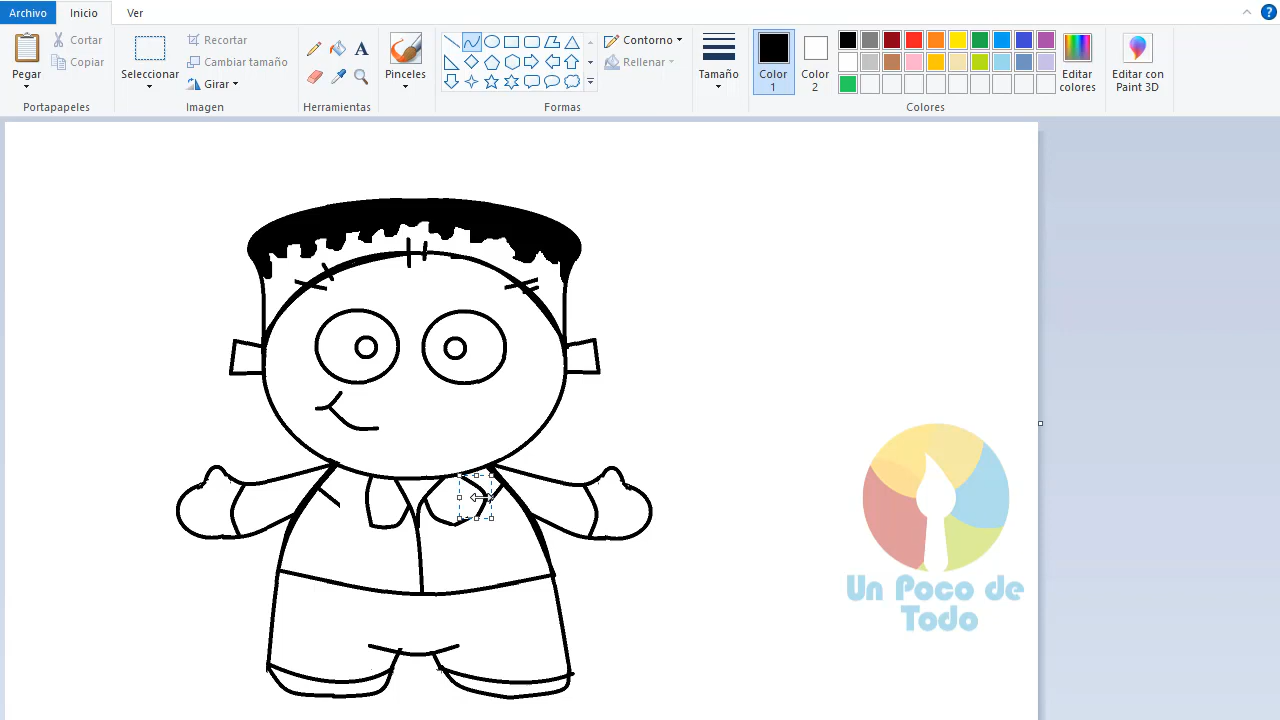 Archivo Inicio Ver
Pegar
Cortar
Copiar
Portapapeles
Seleccionar
Recortar
Cambiar tamaño
Girar
Imagen
A
Herramientas
Pinceles
Contorno
Rellenar
Formas
Tamaño
Color
1
Color
2
Editar
colores
Colores
Editar con
Paint 3D
?
Un Poco de
Todo